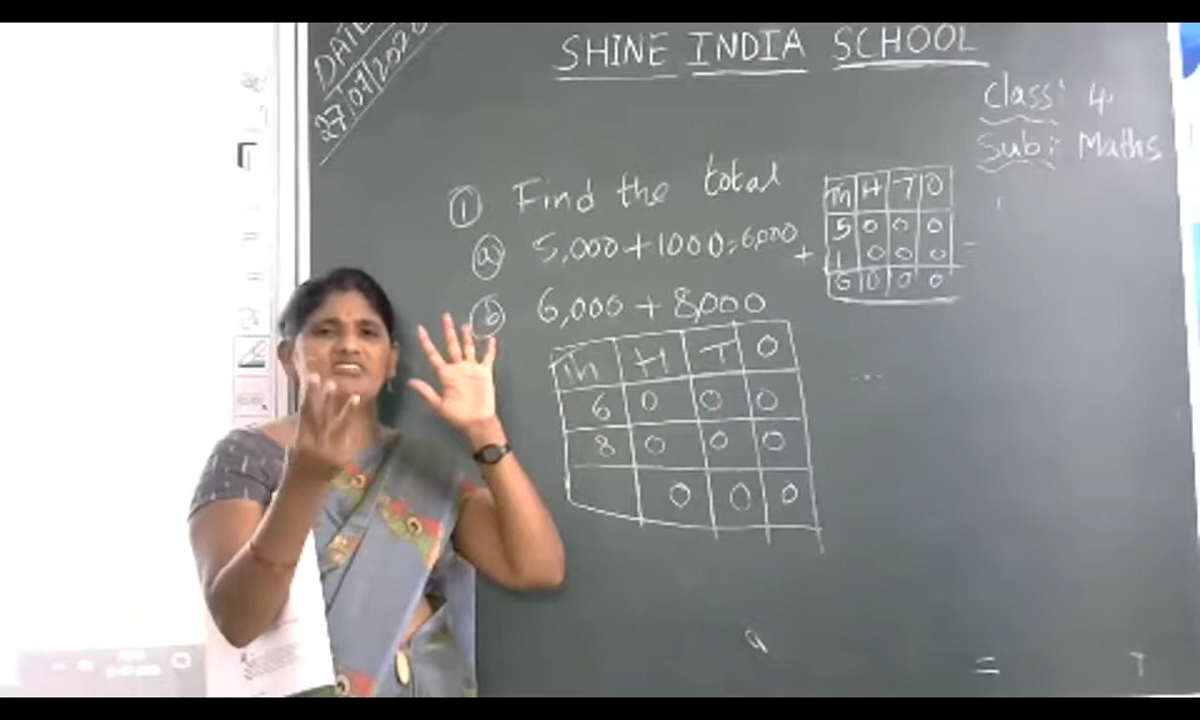 DATE
27/07/2020
SHINE INDIA SCHOOL
Class: 4
Sub: Maths
① Find the total
ⓐ 5,000+1000=6,000
Th H T O
5 0 0 0
+ 1 0 0 0
6 0 0 0
ⓑ 6,000 + 8,000
Th H T O
6 0 0 0
8 0 0 0
0 0 0